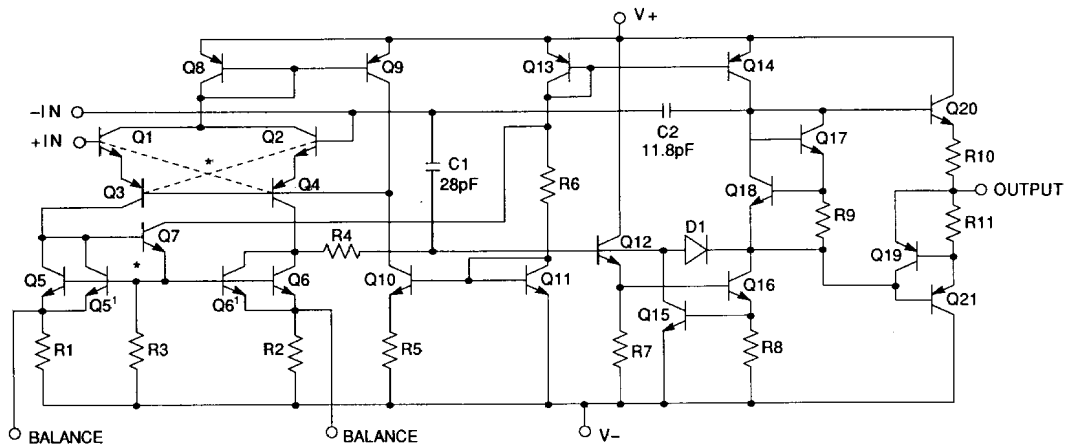 V+
Q8
Q9
Q13
Q14
−IN
Q1
Q2
+IN
*
C1
28pF
C2
11.8pF
Q17
Q20
R10
Q3
Q4
R6
Q18
OUTPUT
R9
R11
Q7
R4
Q12
D1
Q19
*
Q5
Q5¹
Q6¹
Q6
Q10
Q11
Q16
Q21
Q15
R1
R3
R2
R5
R7
R8
BALANCE
BALANCE
V−